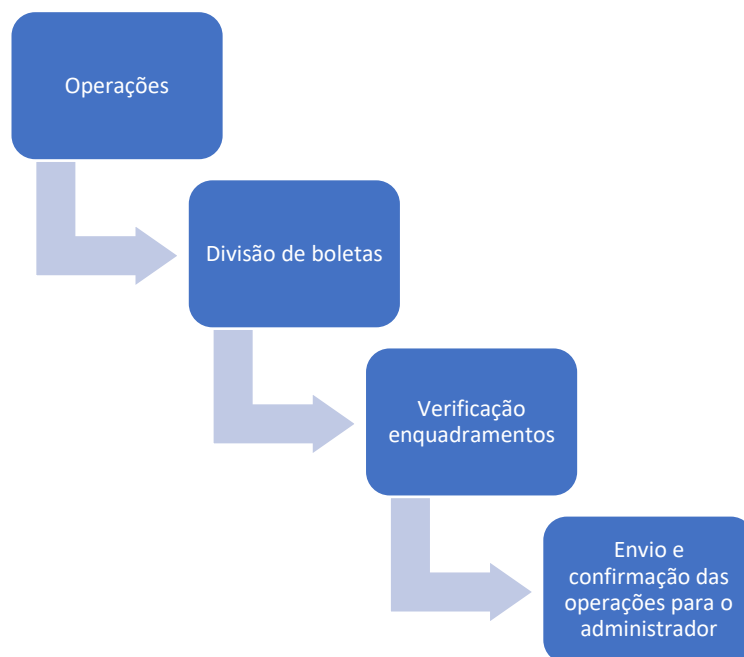 Operações
Divisão de boletas
Verificação
enquadramentos
Envio e
confirmação das
operações para o
administrador